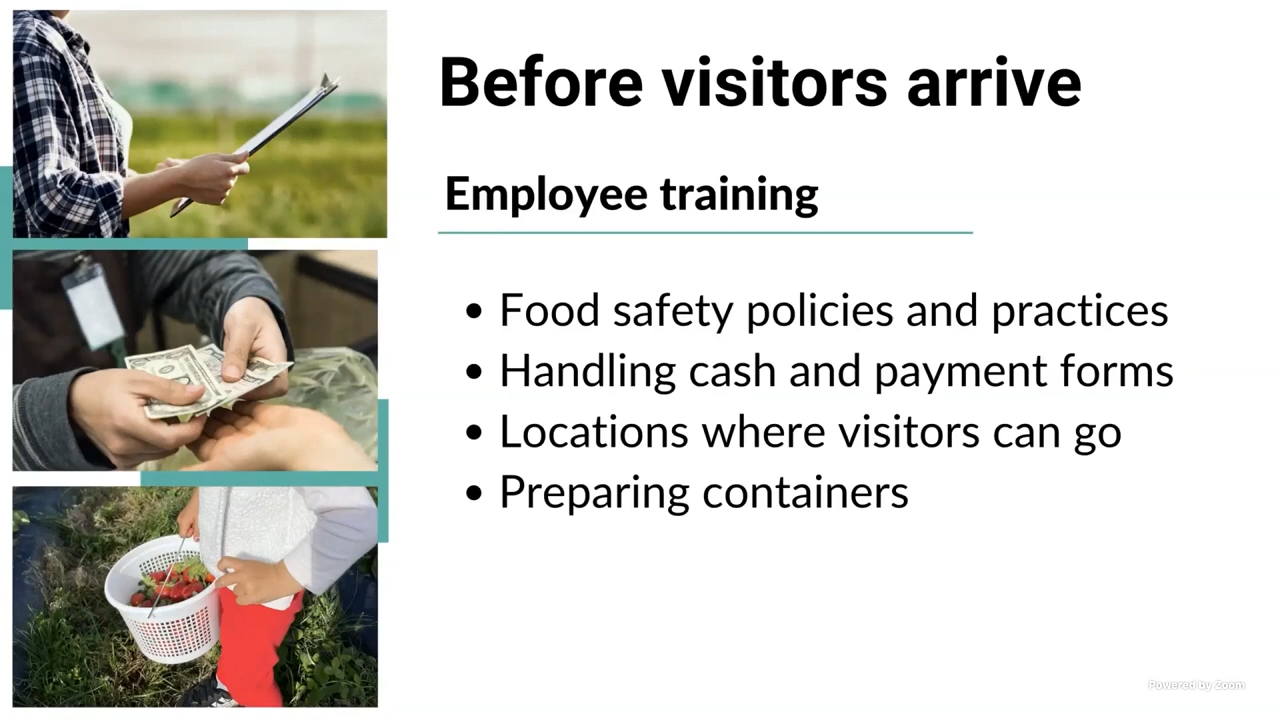 Before visitors arrive
Employee training
• Food safety policies and practices
• Handling cash and payment forms
• Locations where visitors can go
• Preparing containers
Powered by Zoom